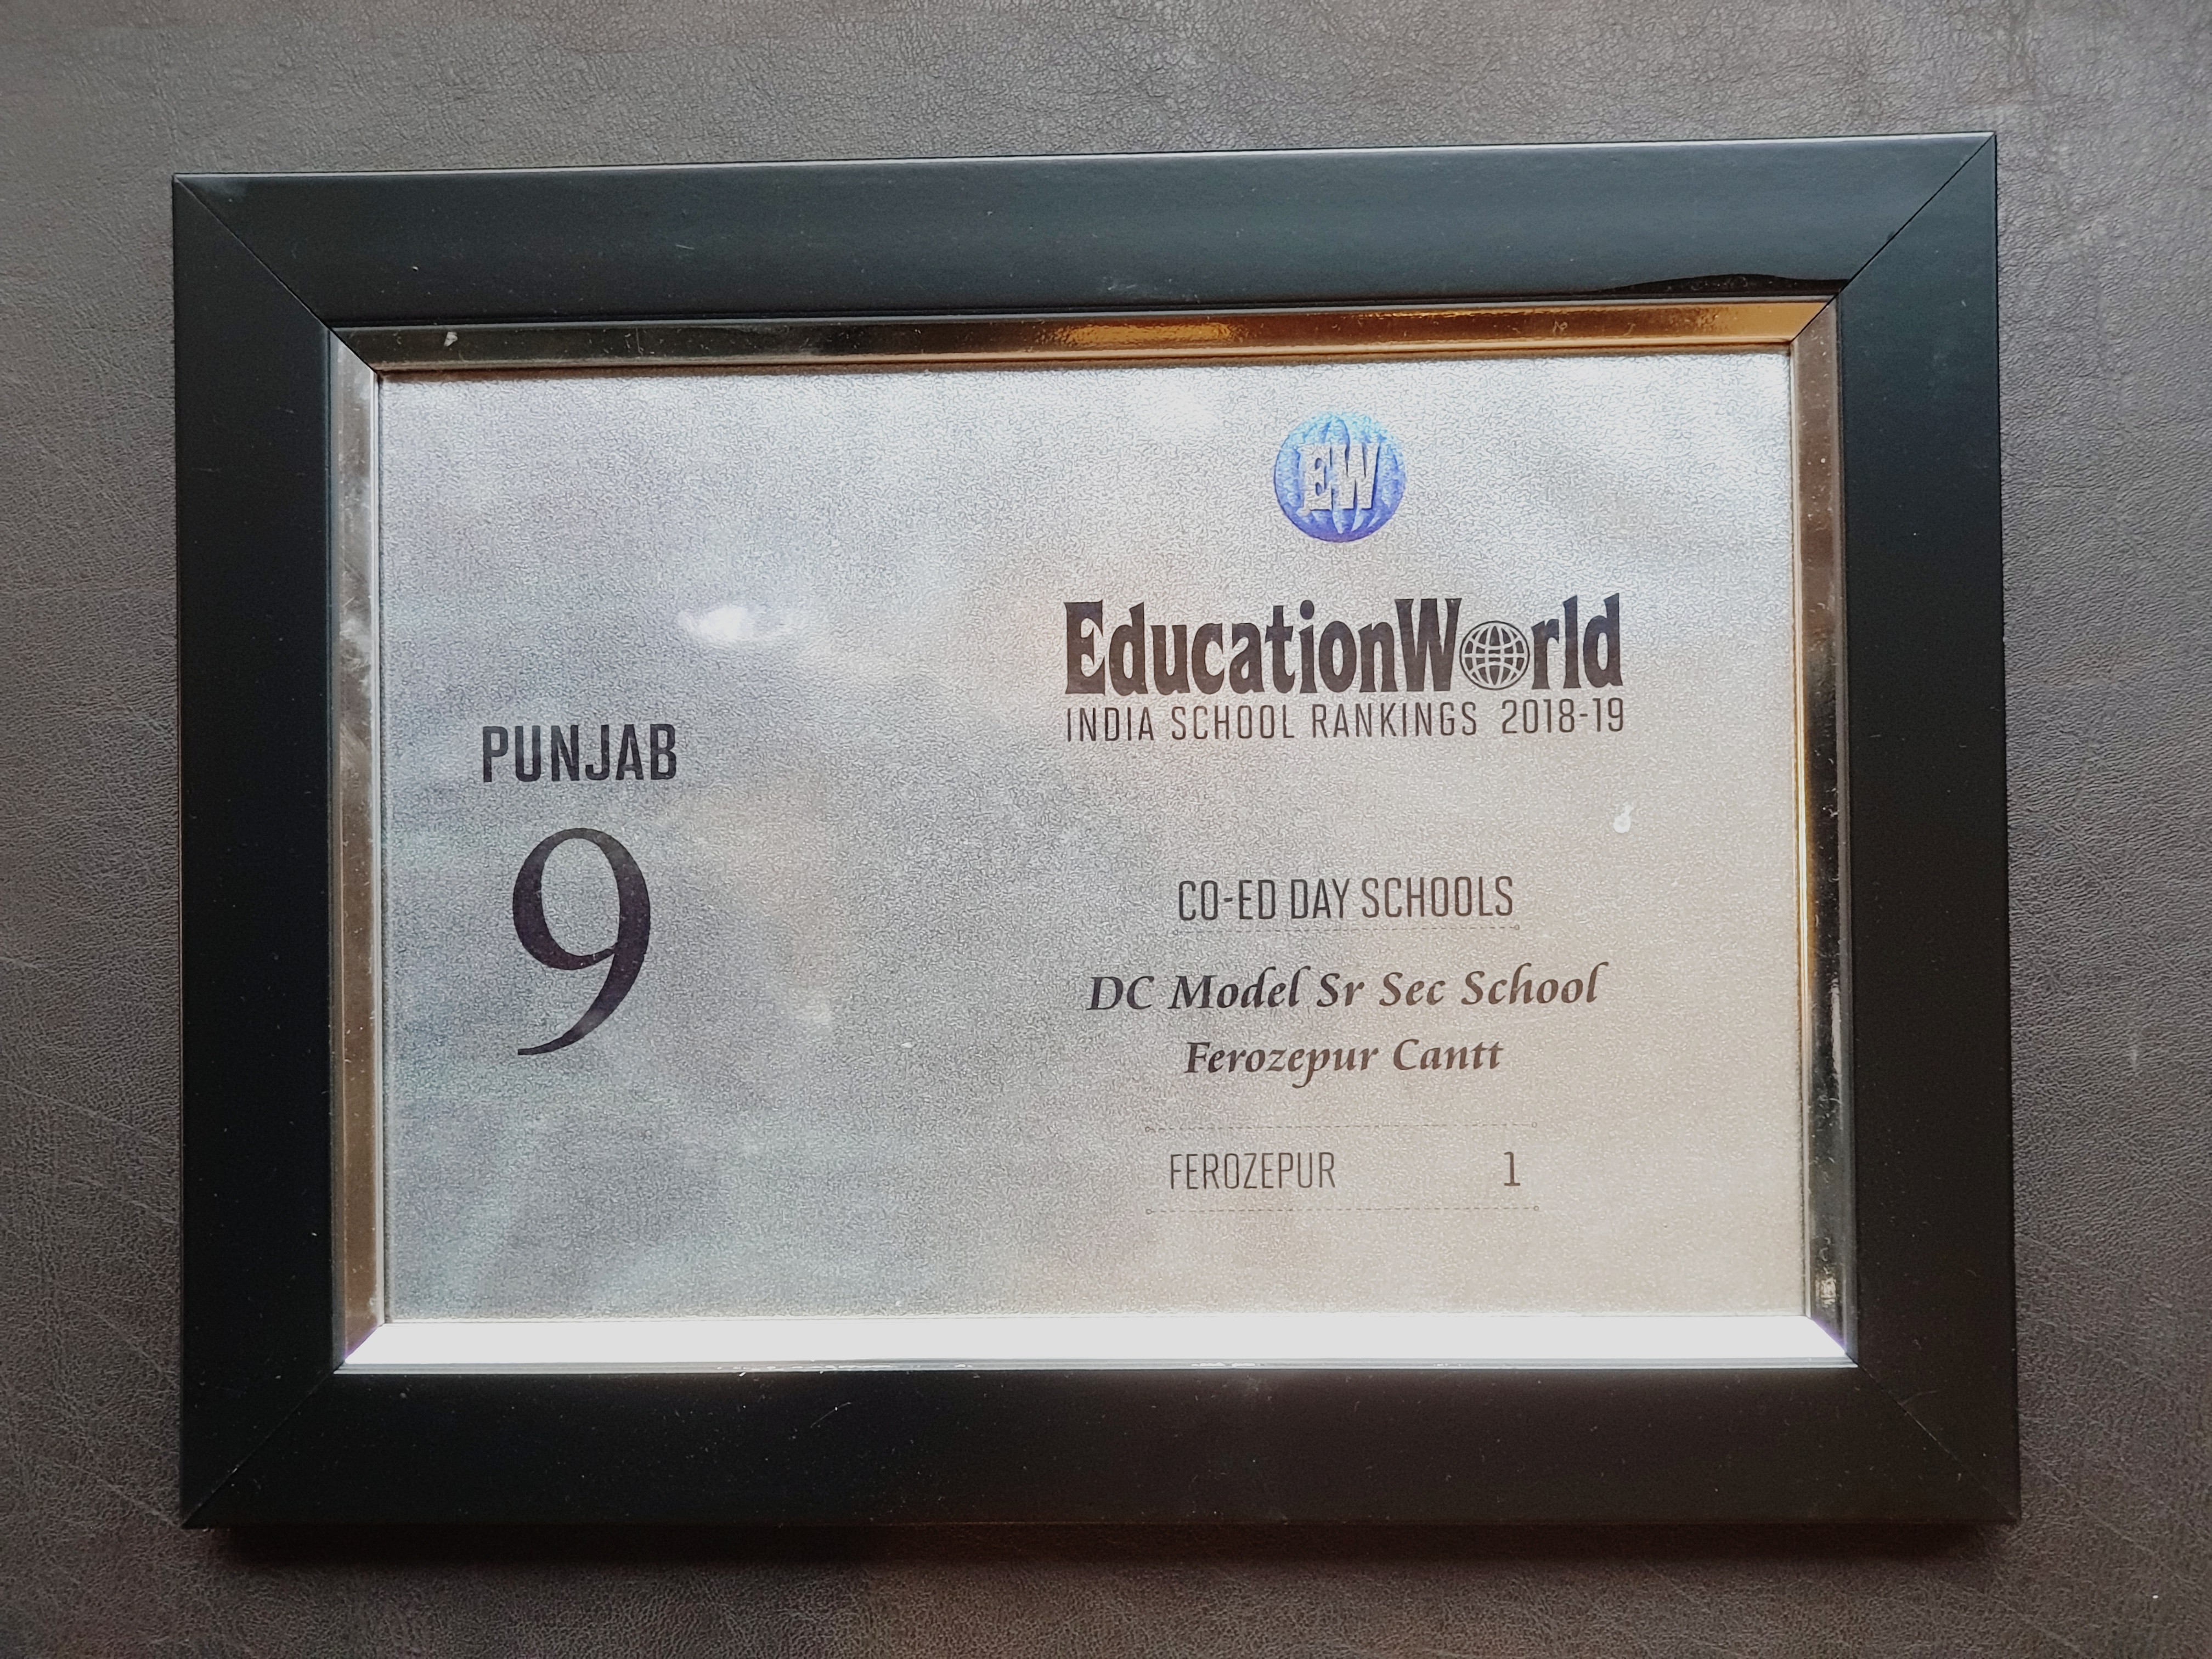 EW
EducationWorld
INDIA SCHOOL RANKINGS 2018-19
PUNJAB
9
CO-ED DAY SCHOOLS
DC Model Sr Sec School
Ferozepur Cantt
FEROZEPUR 1